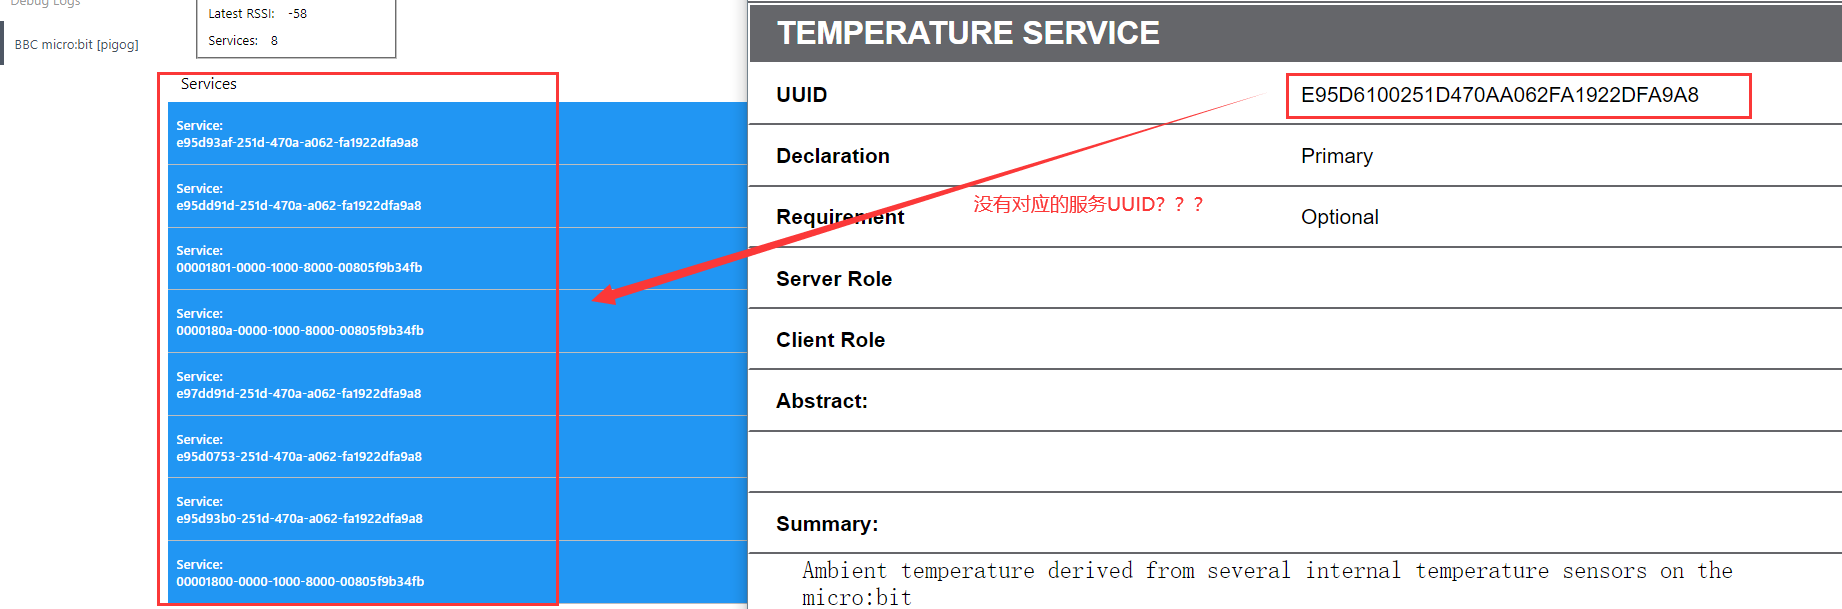 Debug Logs
BBC micro:bit [pigog]
Latest RSSI: -58
Services: 8
Services
Service:
e95d93af-251d-470a-a062-fa1922dfa9a8
Service:
e95dd91d-251d-470a-a062-fa1922dfa9a8
Service:
00001801-0000-1000-8000-00805f9b34fb
Service:
0000180a-0000-1000-8000-00805f9b34fb
Service:
e97dd91d-251d-470a-a062-fa1922dfa9a8
Service:
e95d0753-251d-470a-a062-fa1922dfa9a8
Service:
e95d93b0-251d-470a-a062-fa1922dfa9a8
Service:
00001800-0000-1000-8000-00805f9b34fb
TEMPERATURE SERVICE
UUID E95D6100251D470AA062FA1922DFA9A8
Declaration Primary
没有对应的服务UUID？？？
Requirement Optional
Server Role
Client Role
Abstract:
Summary:
Ambient temperature derived from several internal temperature sensors on the
micro:bit